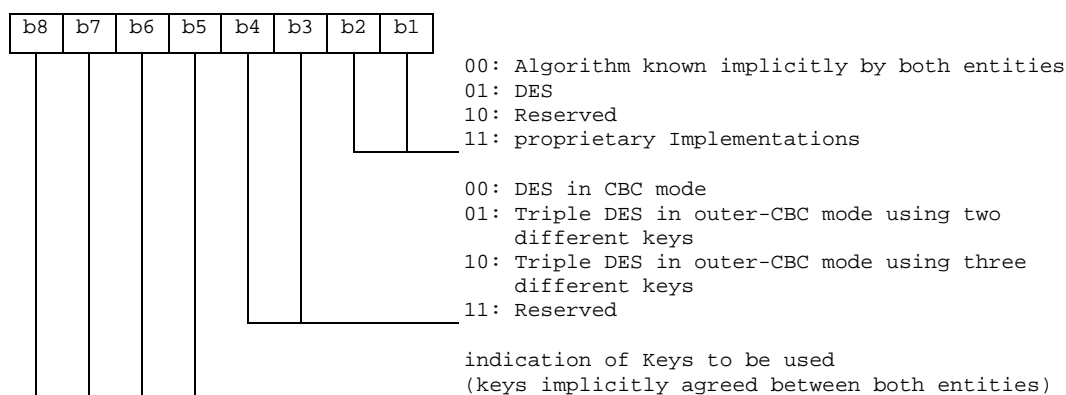 b8 b7 b6 b5 b4 b3 b2 b1
00: Algorithm known implicitly by both entities
01: DES
10: Reserved
11: proprietary Implementations
00: DES in CBC mode
01: Triple DES in outer-CBC mode using two
different keys
10: Triple DES in outer-CBC mode using three
different keys
11: Reserved
indication of Keys to be used
(keys implicitly agreed between both entities)